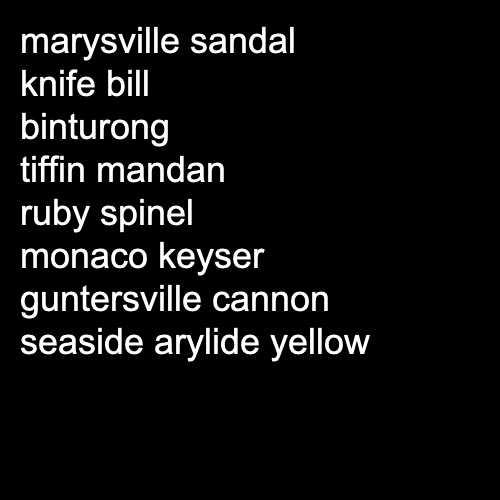 marysville sandal
knife bill
binturong
tiffin mandan
ruby spinel
monaco keyser
guntersville cannon
seaside arylide yellow